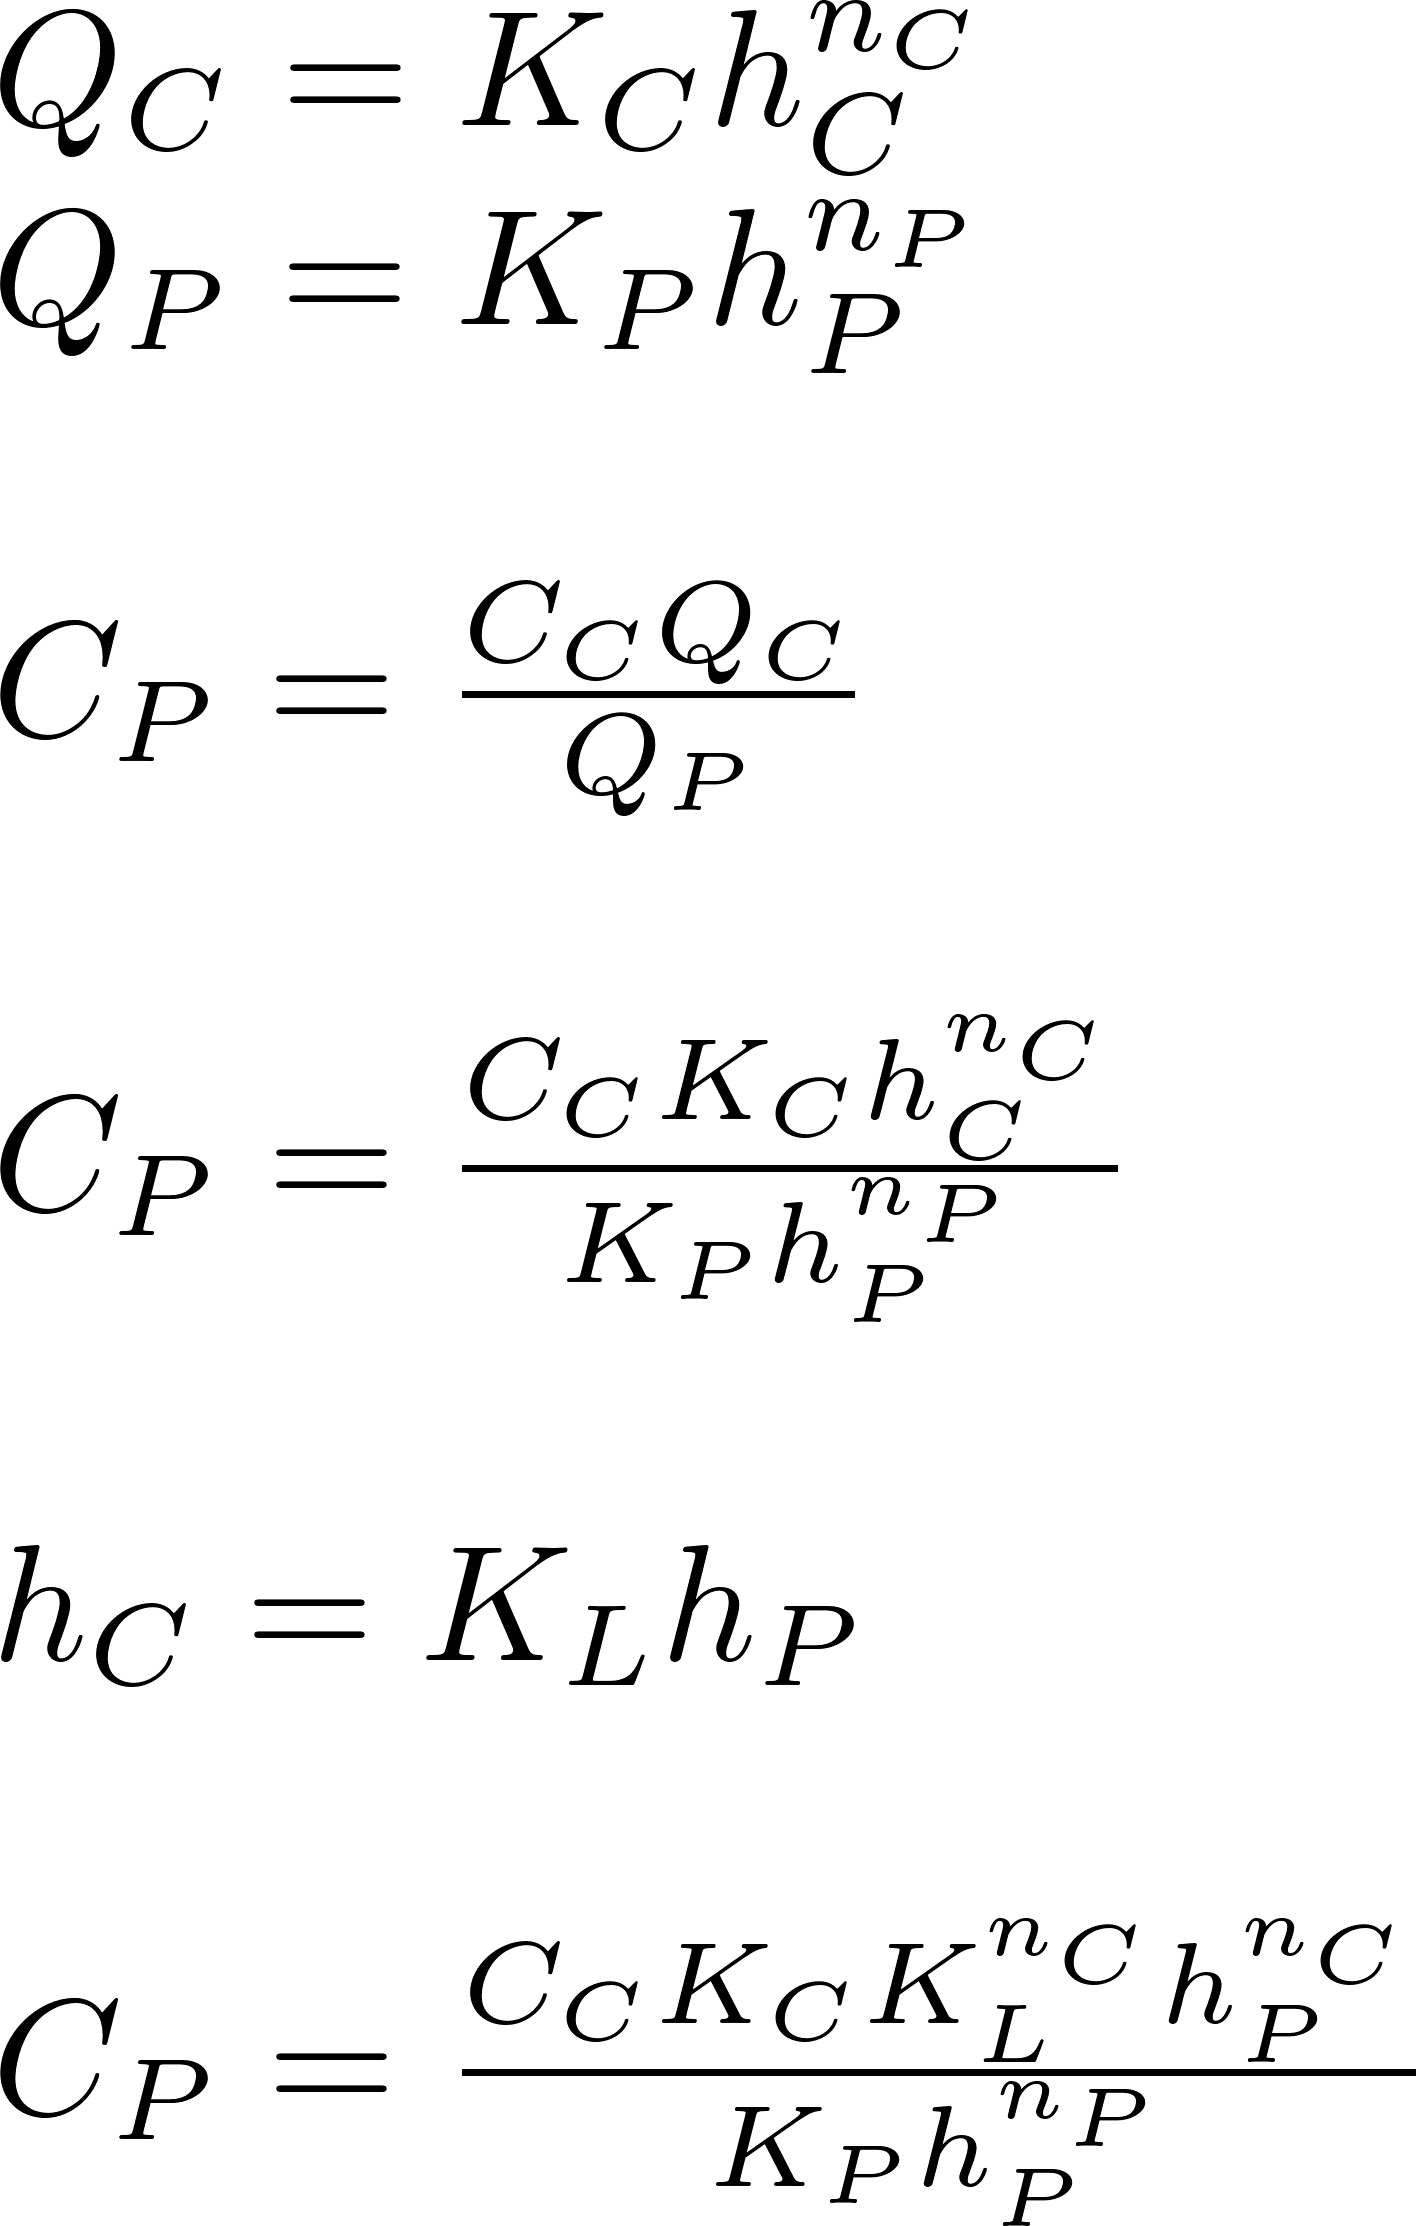 Q_C = K_C h_C^{n_C}
Q_P = K_P h_P^{n_P}
C_P = \frac{C_C Q_C}{Q_P}
C_P = \frac{C_C K_C h_C^{n_C}}{K_P h_P^{n_P}}
h_C = K_L h_P
C_P = \frac{C_C K_C K_L^{n_C} h_P^{n_C}}{K_P h_P^{n_P}}